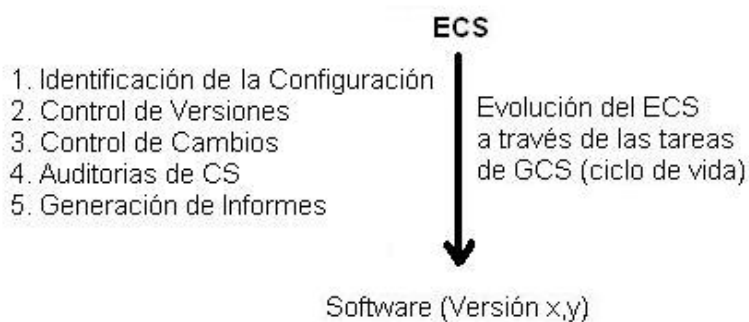 ECS
1. Identificación de la Configuración
2. Control de Versiones
3. Control de Cambios
4. Auditorias de CS
5. Generación de Informes
Evolución del ECS
a través de las tareas
de GCS (ciclo de vida)
Software (Versión x,y)